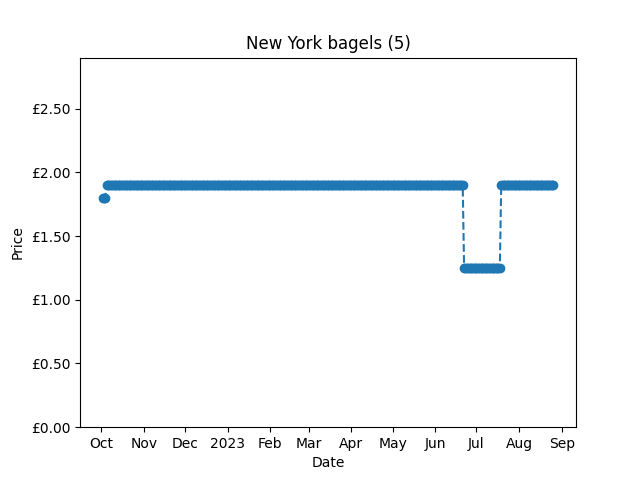 New York bagels (5)
£2.50
£2.00
£1.50
£1.00
£0.50
£0.00
Price
Oct Nov Dec 2023 Feb Mar Apr May Jun Jul Aug Sep
Date